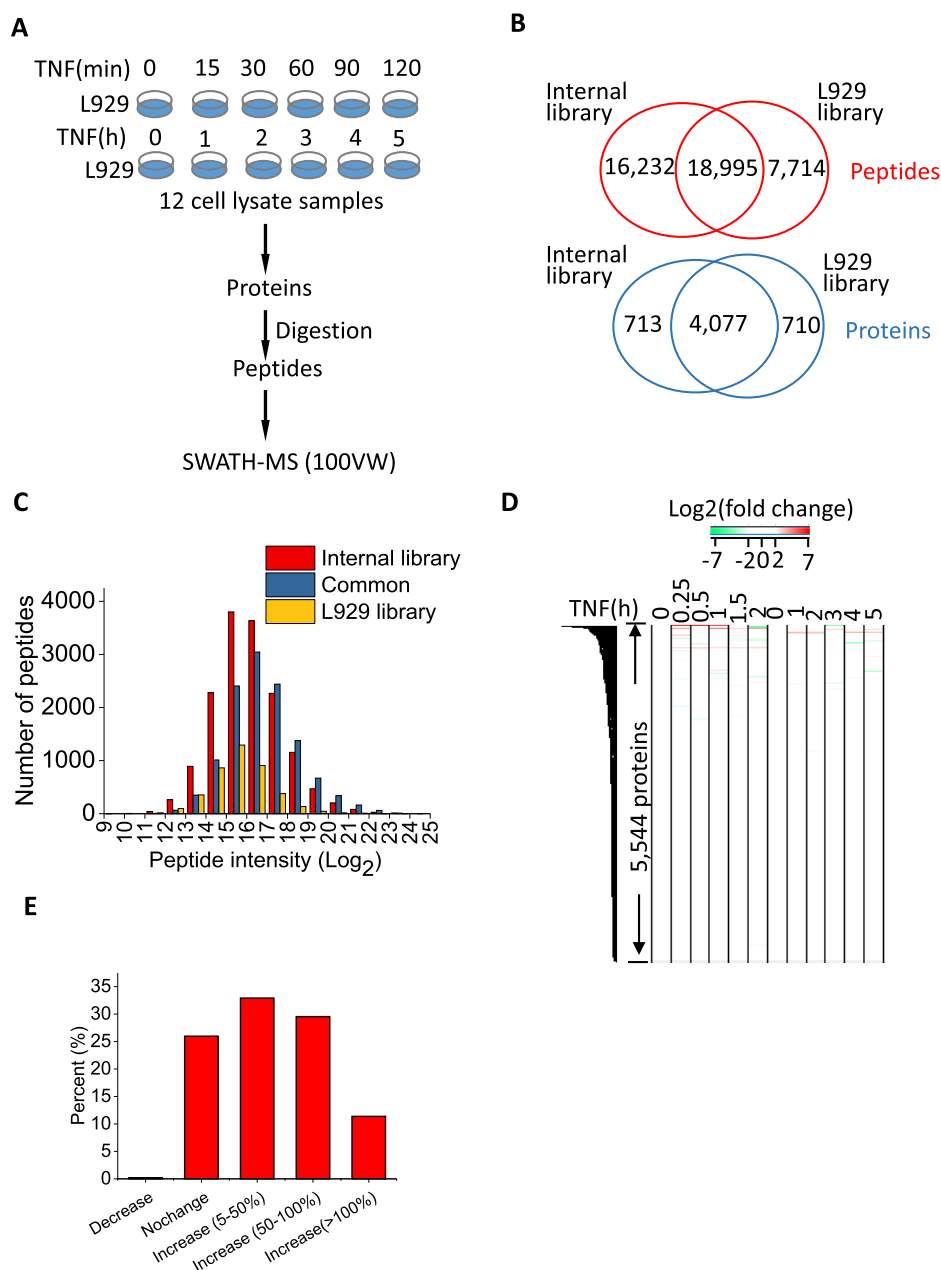 A
TNF(min) 0 15 30 60 90 120
L929
TNF(h) 0 1 2 3 4 5
L929
12 cell lysate samples
Proteins
Digestion
Peptides
SWATH-MS (100VW)
B
Internal
library
L929
library
16,232 18,995 7,714 Peptides
Internal
library
L929
library
713 4,077 710 Proteins
C
Internal library
Common
L929 library
Number of peptides
4000
3000
2000
1000
0
9 10 11 12 13 14 15 16 17 18 19 20 21 22 23 24 25
Peptide intensity (Log2)
D
Log2(fold change)
-7 -2 0 2 7
TNF(h) 0 0.25 0.5 1 1.5 2 0 1 2 3 4 5
5,544 proteins
E
Percent (%)
35
30
25
20
15
10
5
0
Decrease
Nochange
Increase (5-50%)
Increase (50-100%)
Increase(>100%)